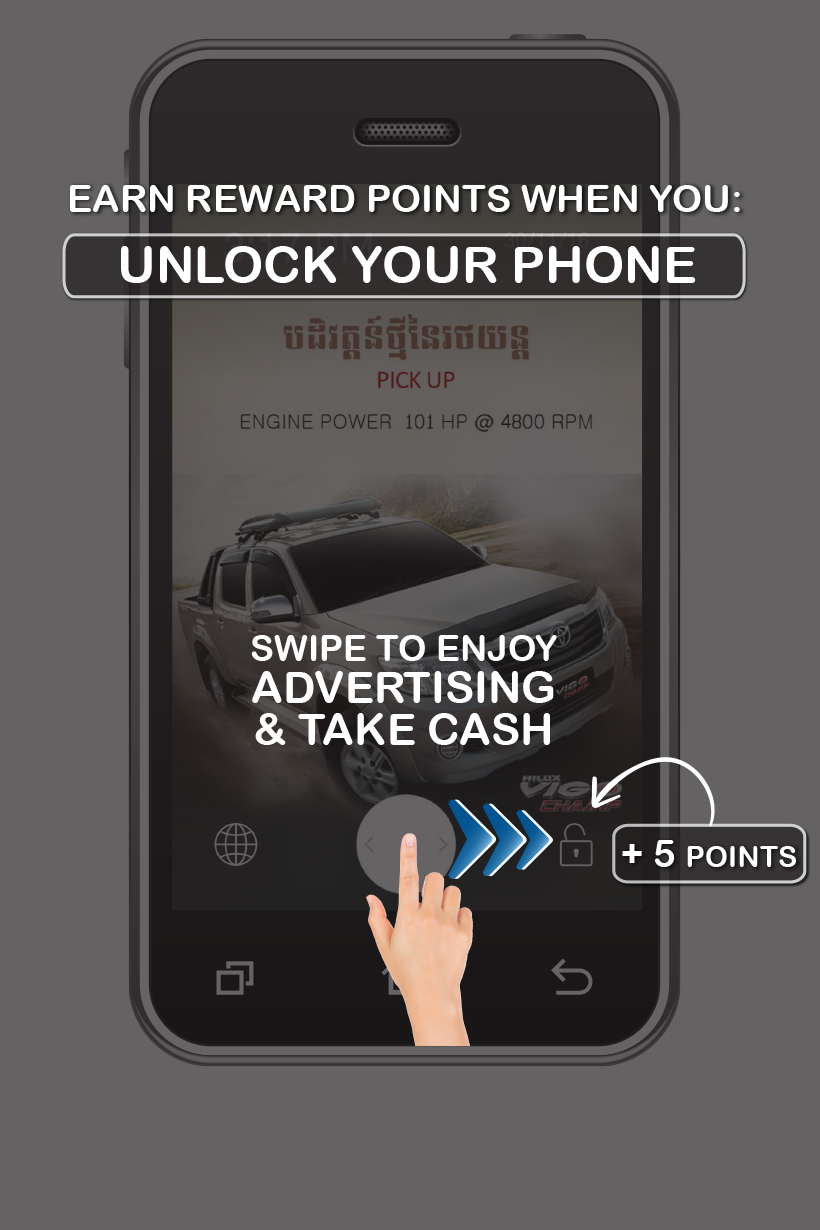 EARN REWARD POINTS WHEN YOU:
UNLOCK YOUR PHONE
បដិវត្តន៍ថ្មីនៃរថយន្ត
PICK UP
ENGINE POWER 101 HP @ 4800 RPM
SWIPE TO ENJOY
ADVERTISING
& TAKE CASH
VIGO
CHAMP
HILUX
VIGO
CHAMP
+ 5 POINTS